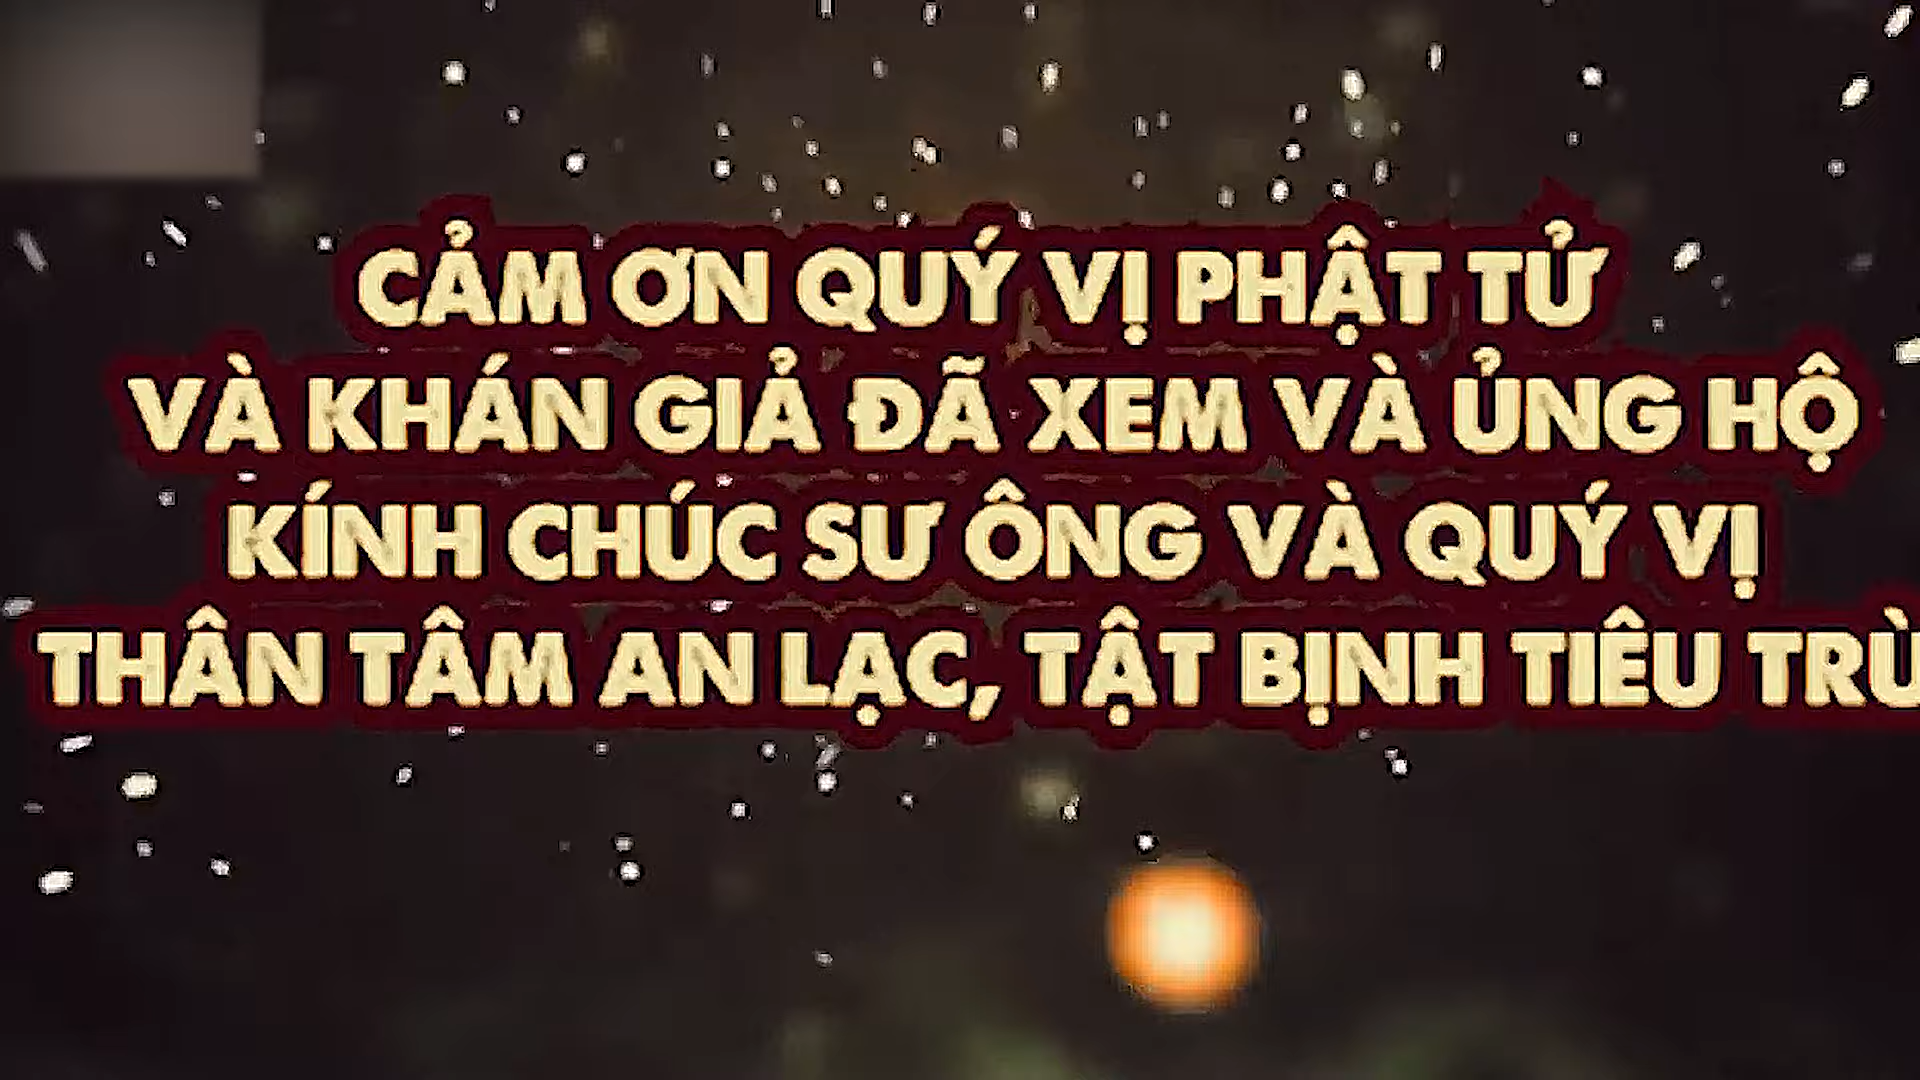 CẢM ƠN QUÝ VỊ PHẬT TỬ
VÀ KHÁN GIẢ ĐÃ XEM VÀ ỦNG HỘ
KÍNH CHÚC SƯ ÔNG VÀ QUÝ VỊ
THÂN TÂM AN LẠC, TẬT BỊNH TIÊU TRÙ